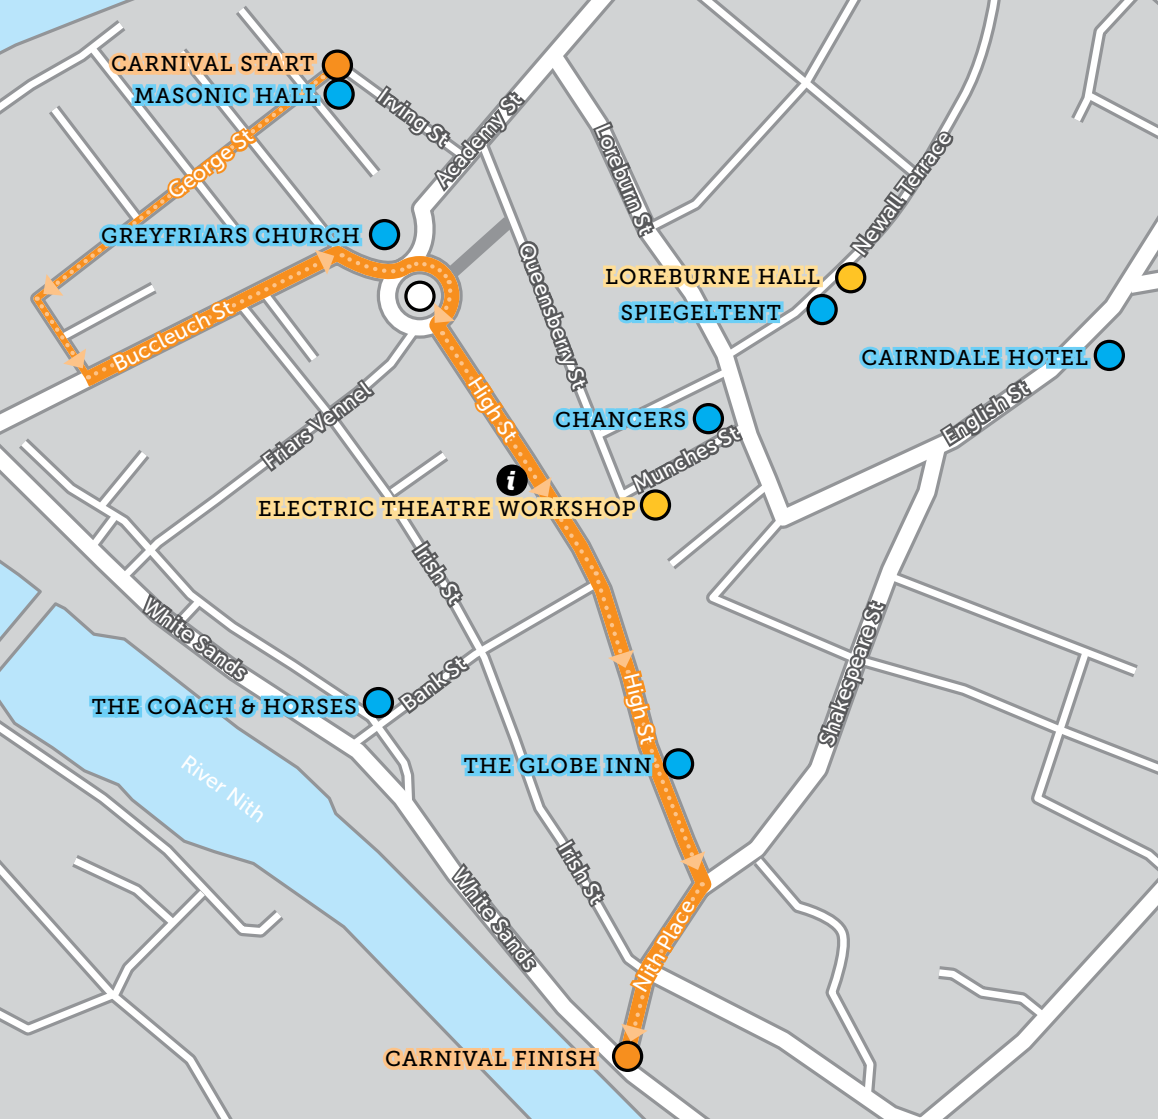 CARNIVAL START
MASONIC HALL
Irving St
Academy St
George St
Loreburn St
Newall Terrace
GREYFRIARS CHURCH
Queensberry St
LOREBURNE HALL
SPIEGELTENT
Buccleuch St
CAIRNDALE HOTEL
High St
CHANCERS
English St
Friars Vennel
Munches St
i
ELECTRIC THEATRE WORKSHOP
Irish St
White Sands
Shakespeare St
Bank St
THE COACH & HORSES
High St
THE GLOBE INN
River Nith
Irish St
White Sands
Nith Place
CARNIVAL FINISH